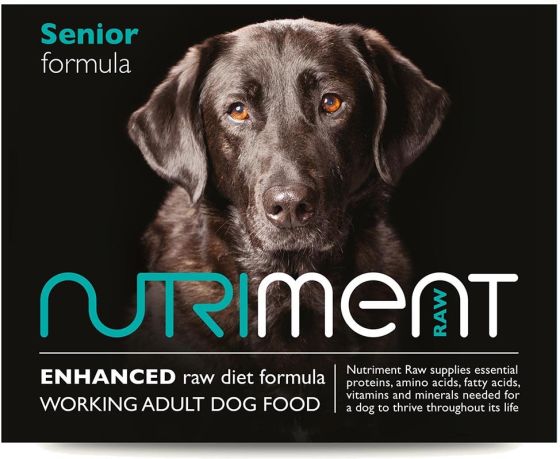 Senior
formula
NUTRIMENT
RAW
ENHANCED raw diet formula
WORKING ADULT DOG FOOD
Nutriment Raw supplies essential
proteins, amino acids, fatty acids,
vitamins and minerals needed for
a dog to thrive throughout its life